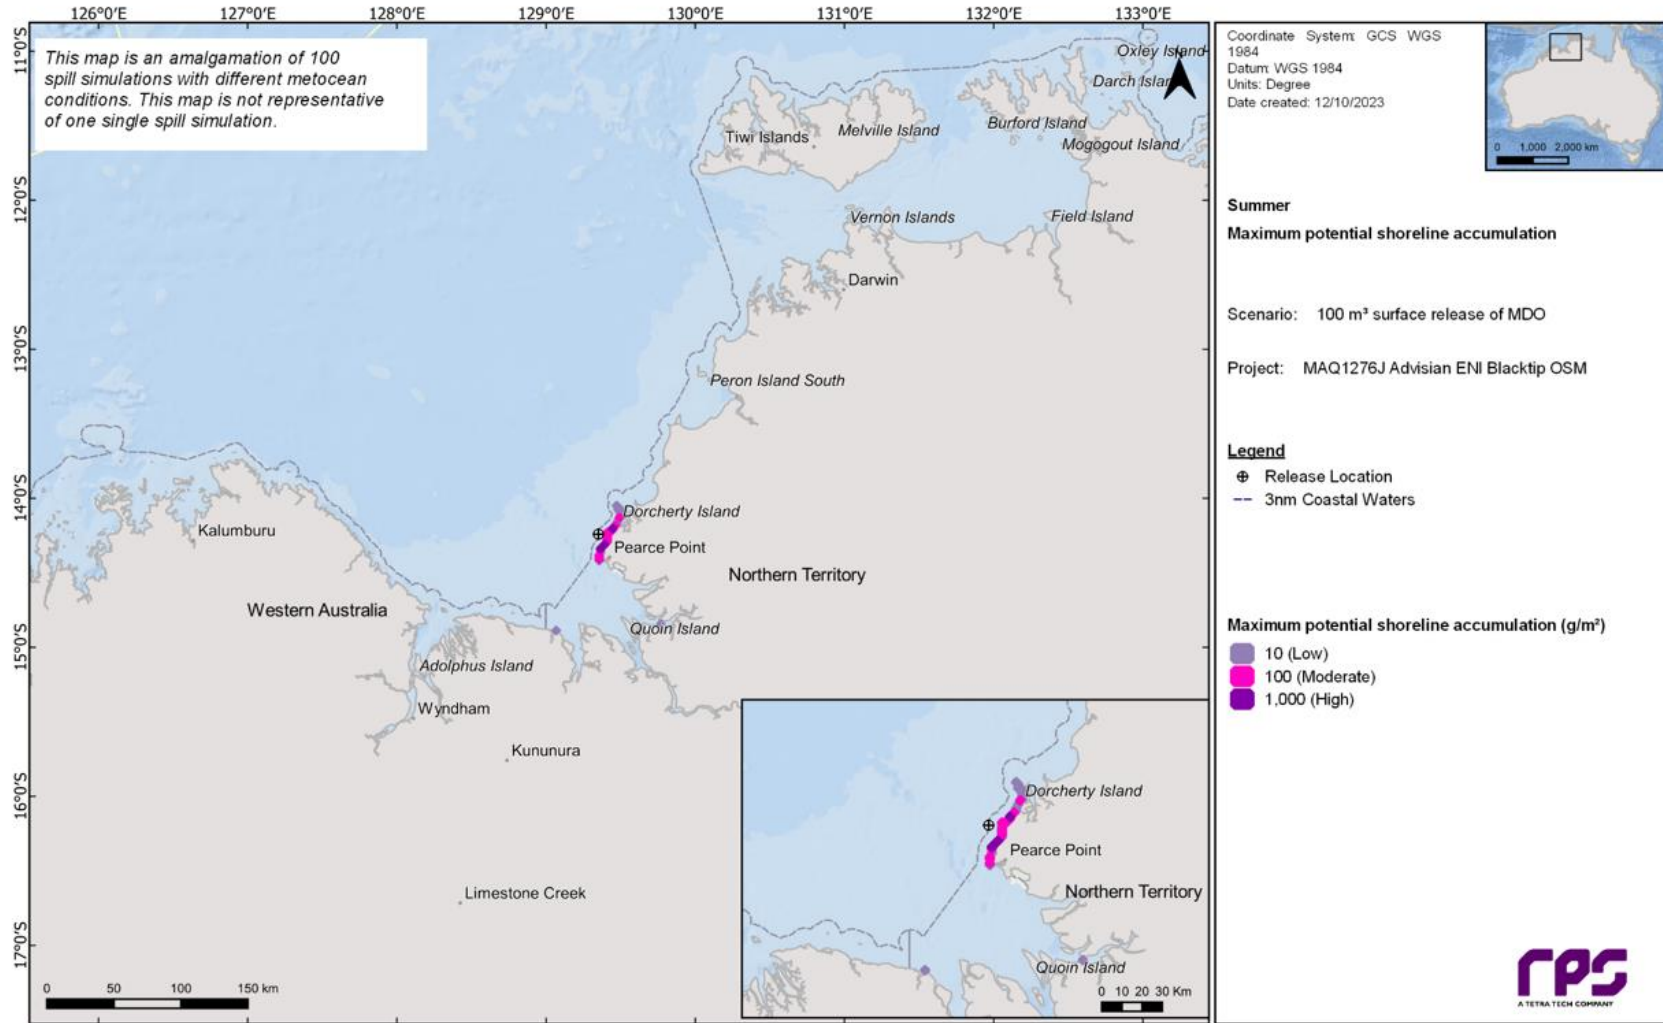 126°0'E 127°0'E 128°0'E 129°0'E 130°0'E 131°0'E 132°0'E 133°0'E
11°0'S
12°0'S
13°0'S
14°0'S
15°0'S
16°0'S
17°0'S
This map is an amalgamation of 100
spill simulations with different metocean
conditions. This map is not representative
of one single spill simulation.
Oxley Island
N
Darch Island
Tiwi Islands
Melville Island
Burford Island
Mogogout Island
Vernon Islands
Field Island
Darwin
Peron Island South
Dorcherty Island
Kalumburu
Pearce Point
Northern Territory
Western Australia
Quoin Island
Adolphus Island
Wyndham
Kununura
Limestone Creek
0 50 100 150 km
Dorcherty Island
Pearce Point
Northern Territory
Quoin Island
0 10 20 30 Km
Coordinate System: GCS WGS
1984
Datum: WGS 1984
Units: Degree
Date created: 12/10/2023
0 1,000 2,000 km
Summer
Maximum potential shoreline accumulation
Scenario: 100 m³ surface release of MDO
Project: MAQ1276J Advisian ENI Blacktip OSM
Legend
Release Location
3nm Coastal Waters
Maximum potential shoreline accumulation (g/m²)
10 (Low)
100 (Moderate)
1,000 (High)
rps
A TETRA TECH COMPANY